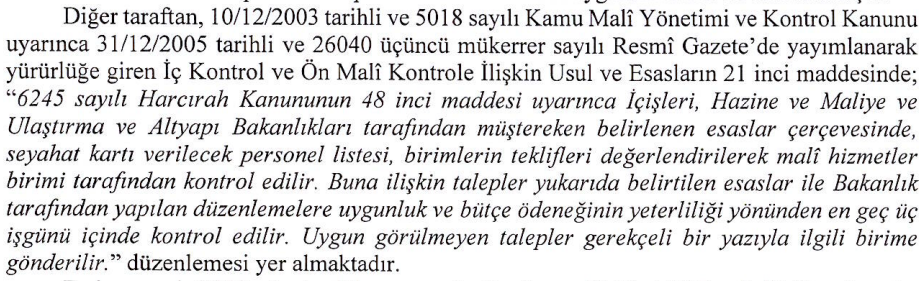 Diğer taraftan, 10/12/2003 tarihli ve 5018 sayılı Kamu Malî Yönetimi ve Kontrol Kanunu
uyarınca 31/12/2005 tarihli ve 26040 üçüncü mükerrer sayılı Resmî Gazete'de yayımlanarak
yürürlüğe giren İç Kontrol ve Ön Malî Kontrole İlişkin Usul ve Esasların 21 inci maddesinde;
"6245 sayılı Harcırah Kanununun 48 inci maddesi uyarınca İçişleri, Hazine ve Maliye ve
Ulaştırma ve Altyapı Bakanlıkları tarafından müştereken belirlenen esaslar çerçevesinde,
seyahat kartı verilecek personel listesi, birimlerin teklifleri değerlendirilerek malî hizmetler
birimi tarafından kontrol edilir. Buna ilişkin talepler yukarıda belirtilen esaslar ile Bakanlık
tarafından yapılan düzenlemelere uygunluk ve bütçe ödeneğinin yeterliliği yönünden en geç üç
işgünü içinde kontrol edilir. Uygun görülmeyen talepler gerekçeli bir yazıyla ilgili birime
gönderilir." düzenlemesi yer almaktadır.